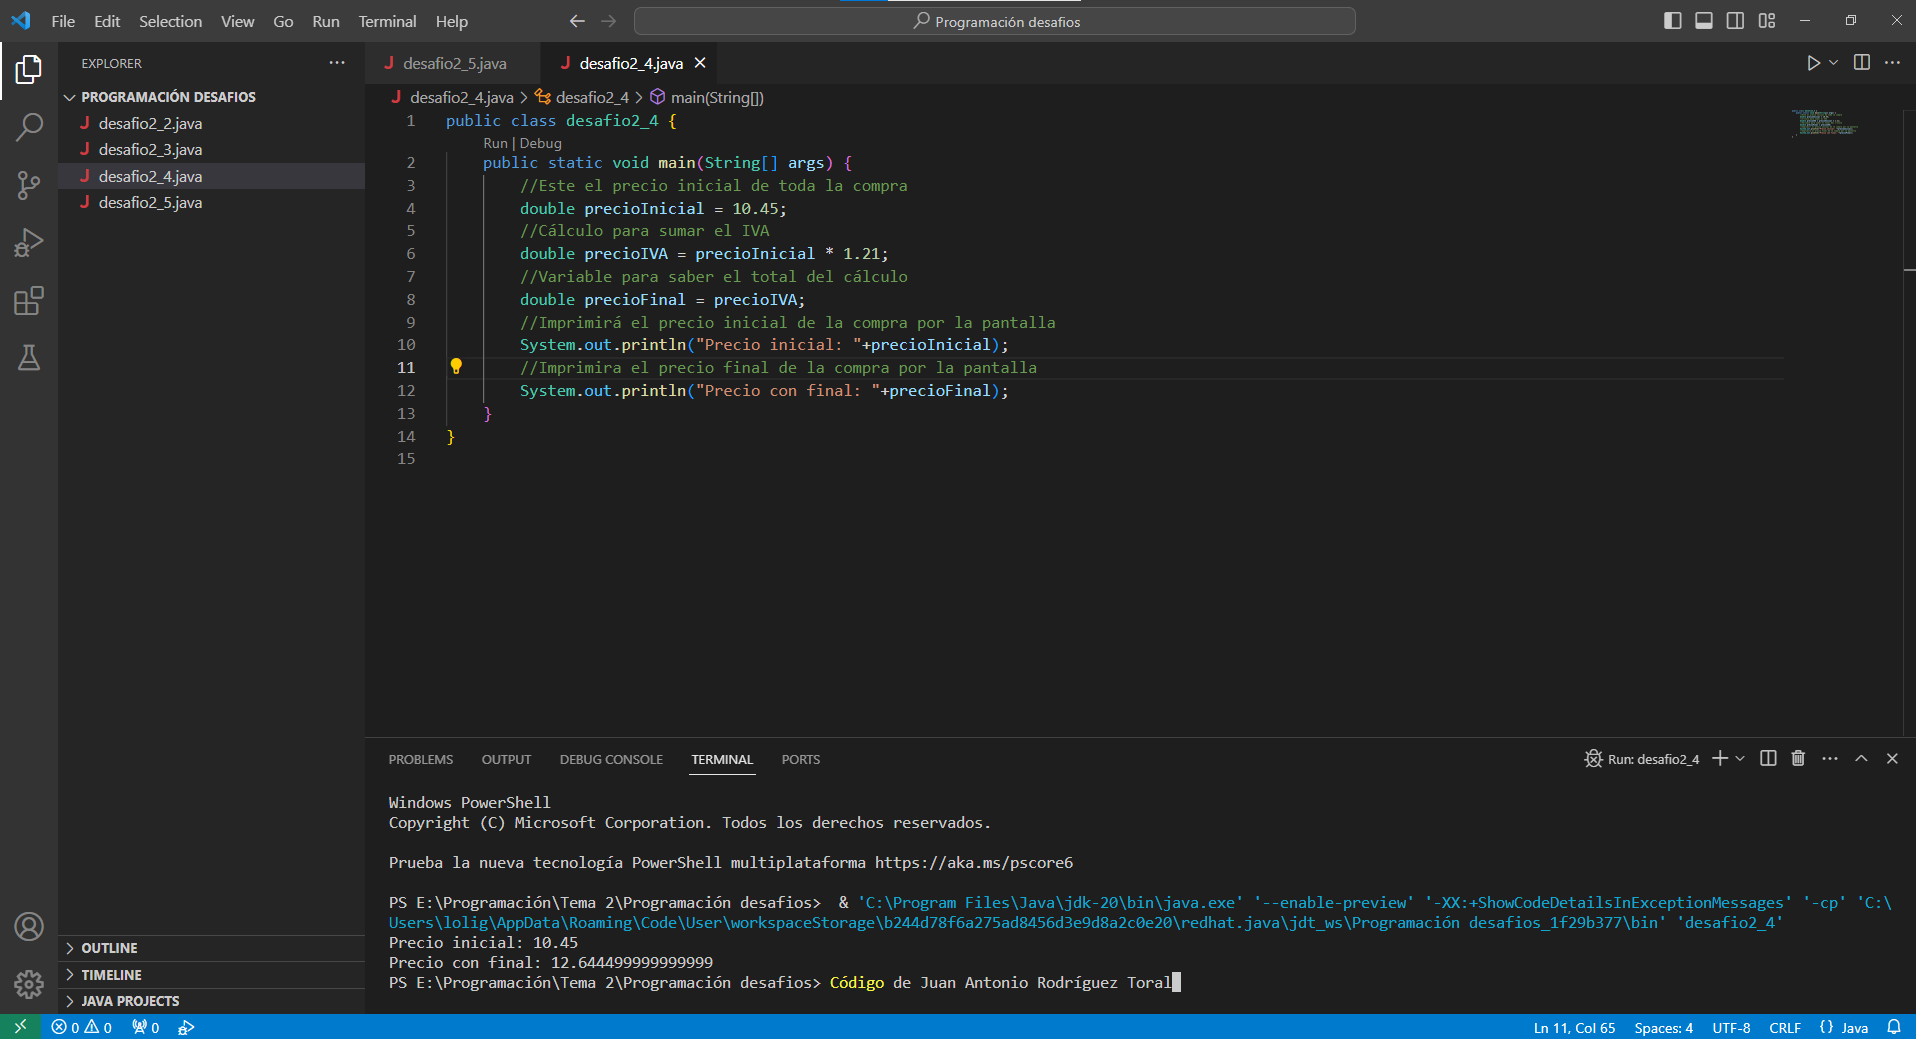 File Edit Selection View Go Run Terminal Help
Programación desafios
EXPLORER
PROGRAMACIÓN DESAFIOS
J desafio2_2.java
J desafio2_3.java
J desafio2_4.java
J desafio2_5.java
OUTLINE
TIMELINE
JAVA PROJECTS
J desafio2_5.java J desafio2_4.java
J desafio2_4.java > desafio2_4 > main(String[])
1 public class desafio2_4 {
Run | Debug
2 public static void main(String[] args) {
3 //Este el precio inicial de toda la compra
4 double precioInicial = 10.45;
5 //Cálculo para sumar el IVA
6 double precioIVA = precioInicial * 1.21;
7 //Variable para saber el total del cálculo
8 double precioFinal = precioIVA;
9 //Imprimirá el precio inicial de la compra por la pantalla
10 System.out.println("Precio inicial: "+precioInicial);
11 //Imprimira el precio final de la compra por la pantalla
12 System.out.println("Precio con final: "+precioFinal);
13 }
14 }
15
PROBLEMS OUTPUT DEBUG CONSOLE TERMINAL PORTS
Run: desafio2_4
Windows PowerShell
Copyright (C) Microsoft Corporation. Todos los derechos reservados.
Prueba la nueva tecnología PowerShell multiplataforma https://aka.ms/pscore6
PS E:\Programación\Tema 2\Programación desafios> & 'C:\Program Files\Java\jdk-20\bin\java.exe' '--enable-preview' '-XX:+ShowCodeDetailsInExceptionMessages' '-cp' 'C:\
Users\lolig\AppData\Roaming\Code\User\workspaceStorage\b244d78f6a275ad8456d3e9d8a2c0e20\redhat.java\jdt_ws\Programación desafios_1f29b377\bin' 'desafio2_4'
Precio inicial: 10.45
Precio con final: 12.644499999999999
PS E:\Programación\Tema 2\Programación desafios> Código de Juan Antonio Rodríguez Toral
0 0 0
Ln 11, Col 65 Spaces: 4 UTF-8 CRLF {} Java